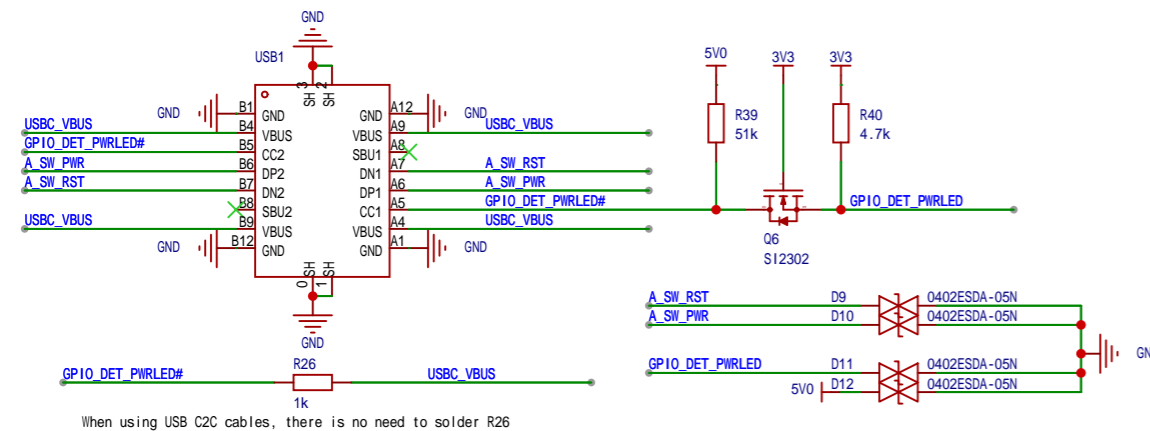 GND
USB1
SH 3
SH 2
GND B1 GND GND A12 GND
USBC_VBUS B4 VBUS VBUS A9 USBC_VBUS
GPIO_DET_PWRLED# B5 CC2 SBU1 A8
A_SW_PWR B6 DP2 DN1 A7 A_SW_RST
A_SW_RST B7 DN2 DP1 A6 A_SW_PWR
B8 SBU2 CC1 A5 GPIO_DET_PWRLED#
USBC_VBUS B9 VBUS VBUS A4 USBC_VBUS
GND B12 GND GND A1 GND
0 SH
1 SH
GND
5V0 3V3 3V3
R39
51k
R40
4.7k
GPIO_DET_PWRLED
Q6
SI2302
A_SW_RST D9 0402ESDA-05N
A_SW_PWR D10 0402ESDA-05N
GPIO_DET_PWRLED D11 0402ESDA-05N
5V0 D12 0402ESDA-05N
R26
GPIO_DET_PWRLED# USBC_VBUS
1k
When using USB C2C cables, there is no need to solder R26